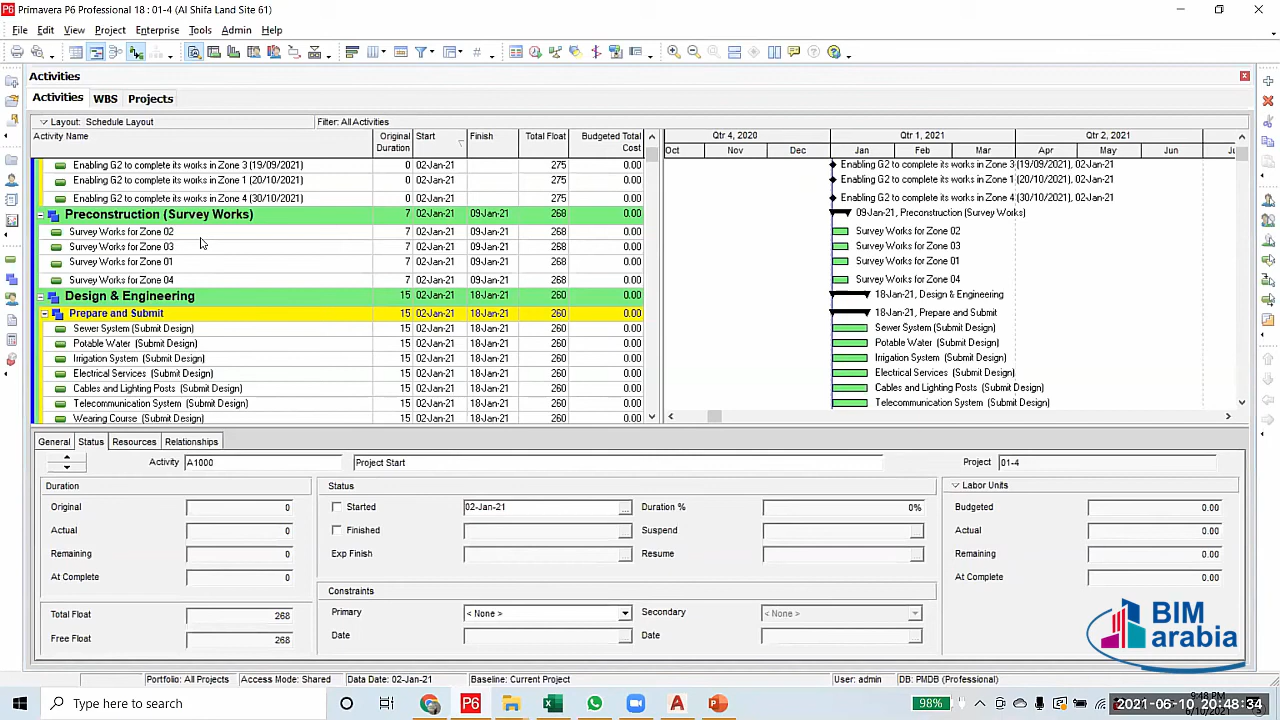 Primavera P6 Professional 18 : 01-4 (Al Shifa Land Site 61)
File Edit View Project Enterprise Tools Admin Help
Activities
Activities WBS Projects
Layout: Schedule Layout Filter: All Activities
Activity Name Original Duration Start Finish Total Float Budgeted Total Cost
Qtr 4, 2020 Qtr 1, 2021 Qtr 2, 2021
Oct Nov Dec Jan Feb Mar Apr May Jun
Enabling G2 to complete its works in Zone 3 (19/09/2021) 0 02-Jan-21 275 0.00 Enabling G2 to complete its works in Zone 3 (19/09/2021), 02-Jan-21
Enabling G2 to complete its works in Zone 1 (20/10/2021) 0 02-Jan-21 275 0.00 Enabling G2 to complete its works in Zone 1 (20/10/2021), 02-Jan-21
Enabling G2 to complete its works in Zone 4 (30/10/2021) 0 02-Jan-21 275 0.00 Enabling G2 to complete its works in Zone 4 (30/10/2021), 02-Jan-21
Preconstruction (Survey Works) 7 02-Jan-21 09-Jan-21 268 0.00 09-Jan-21, Preconstruction (Survey Works)
Survey Works for Zone 02 7 02-Jan-21 09-Jan-21 268 0.00 Survey Works for Zone 02
Survey Works for Zone 03 7 02-Jan-21 09-Jan-21 268 0.00 Survey Works for Zone 03
Survey Works for Zone 01 7 02-Jan-21 09-Jan-21 268 0.00 Survey Works for Zone 01
Survey Works for Zone 04 7 02-Jan-21 09-Jan-21 268 0.00 Survey Works for Zone 04
Design & Engineering 15 02-Jan-21 18-Jan-21 260 0.00 18-Jan-21, Design & Engineering
Prepare and Submit 15 02-Jan-21 18-Jan-21 260 0.00 18-Jan-21, Prepare and Submit
Sewer System (Submit Design) 15 02-Jan-21 18-Jan-21 260 0.00 Sewer System (Submit Design)
Potable Water (Submit Design) 15 02-Jan-21 18-Jan-21 260 0.00 Potable Water (Submit Design)
Irrigation System (Submit Design) 15 02-Jan-21 18-Jan-21 260 0.00 Irrigation System (Submit Design)
Electrical Services (Submit Design) 15 02-Jan-21 18-Jan-21 260 0.00 Electrical Services (Submit Design)
Cables and Lighting Posts (Submit Design) 15 02-Jan-21 18-Jan-21 260 0.00 Cables and Lighting Posts (Submit Design)
Telecommunication System (Submit Design) 15 02-Jan-21 18-Jan-21 260 0.00 Telecommunication System (Submit Design)
Wearing Course (Submit Design) 15 02-Jan-21 18-Jan-21 260 0.00
General Status Resources Relationships
Activity A1000 Project Start Project 01-4
Duration Status Labor Units
Original 0 Started 02-Jan-21 Duration % 0% Budgeted 0.00
Actual 0 Finished Suspend Actual 0.00
Remaining 0 Exp Finish Resume Remaining 0.00
At Complete 0 At Complete 0.00
Constraints
Total Float 268 Primary < None > Secondary < None >
Free Float 268 Date Date
BIM
arabia
Portfolio: All Projects Access Mode: Shared Data Date: 02-Jan-21 Baseline: Current Project User: admin DB: PMDB (Professional)
Type here to search 98% 9:48 PM
6/10/2021
2021-06-10 20:48:34